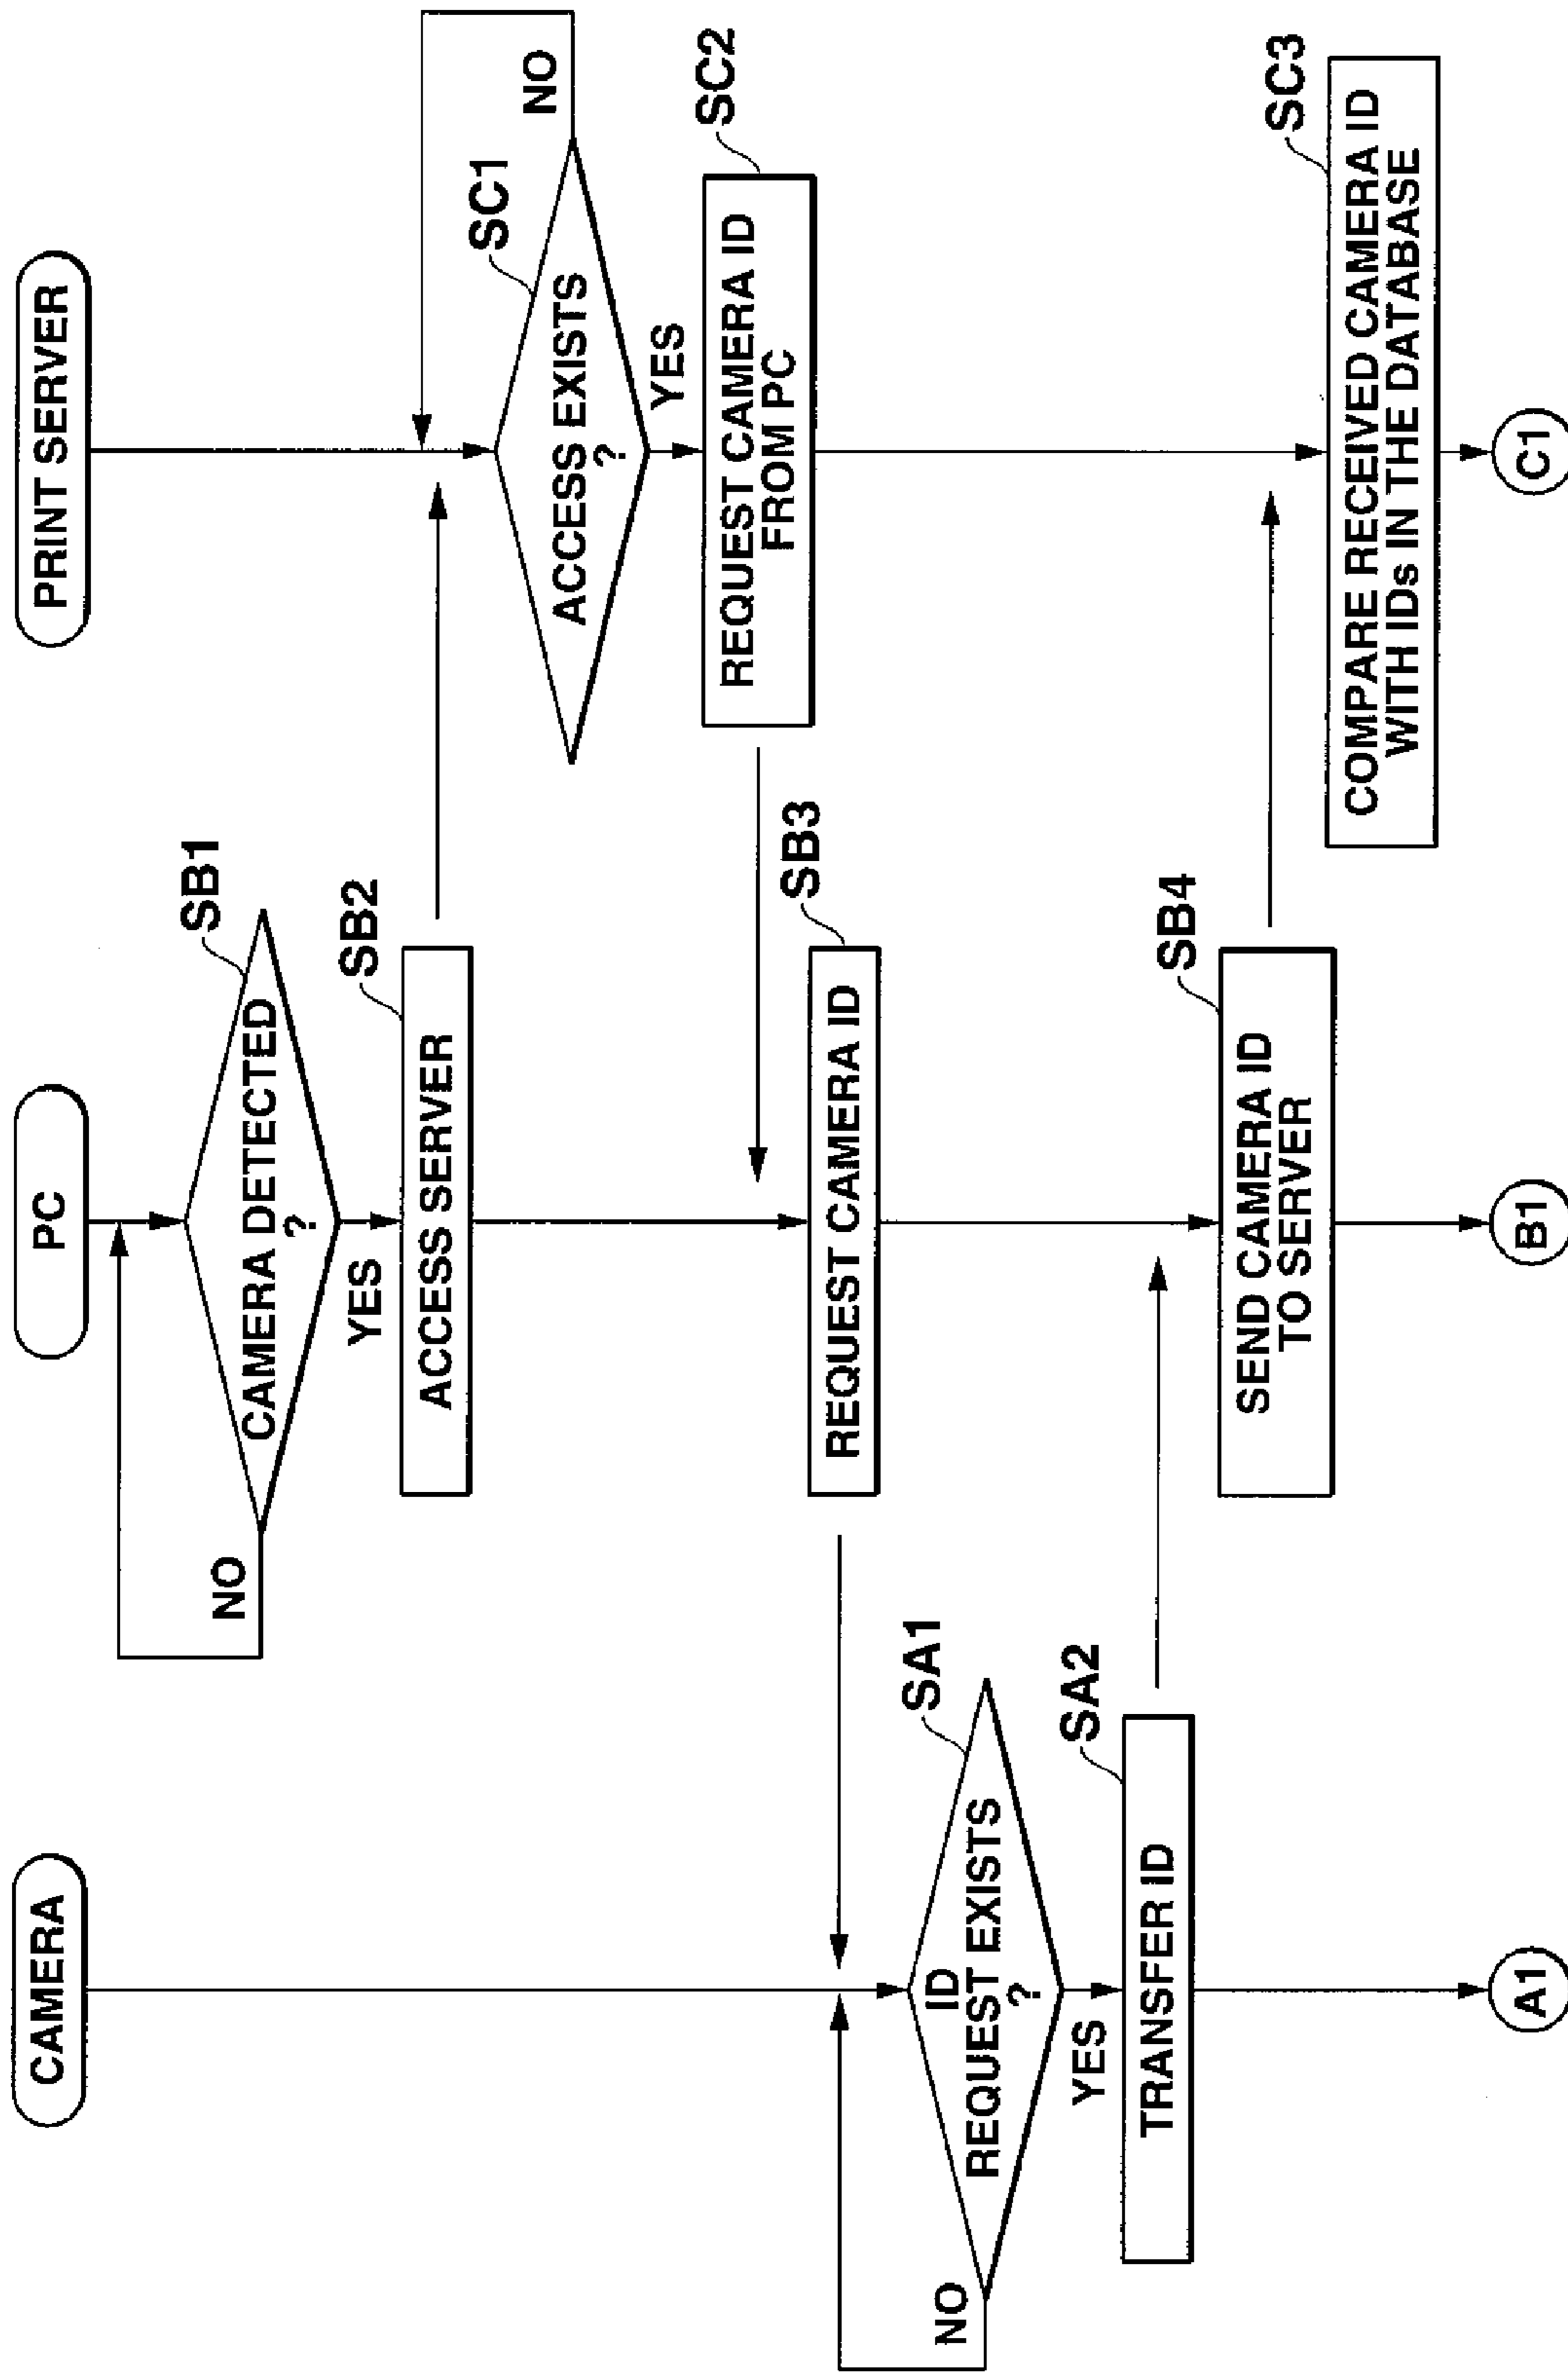 CAMERA
PC
PRINT SERVER
SB1
CAMERA DETECTED
?
NO
YES
SB2
ACCESS SERVER
SC1
ACCESS EXISTS
?
NO
YES
SC2
REQUEST CAMERA ID
FROM PC
SB3
REQUEST CAMERA ID
SA1
ID
REQUEST EXISTS
?
NO
YES
SA2
TRANSFER ID
SB4
SEND CAMERA ID
TO SERVER
SC3
COMPARE RECEIVED CAMERA ID
WITH IDs IN THE DATABASE
A1
B1
C1